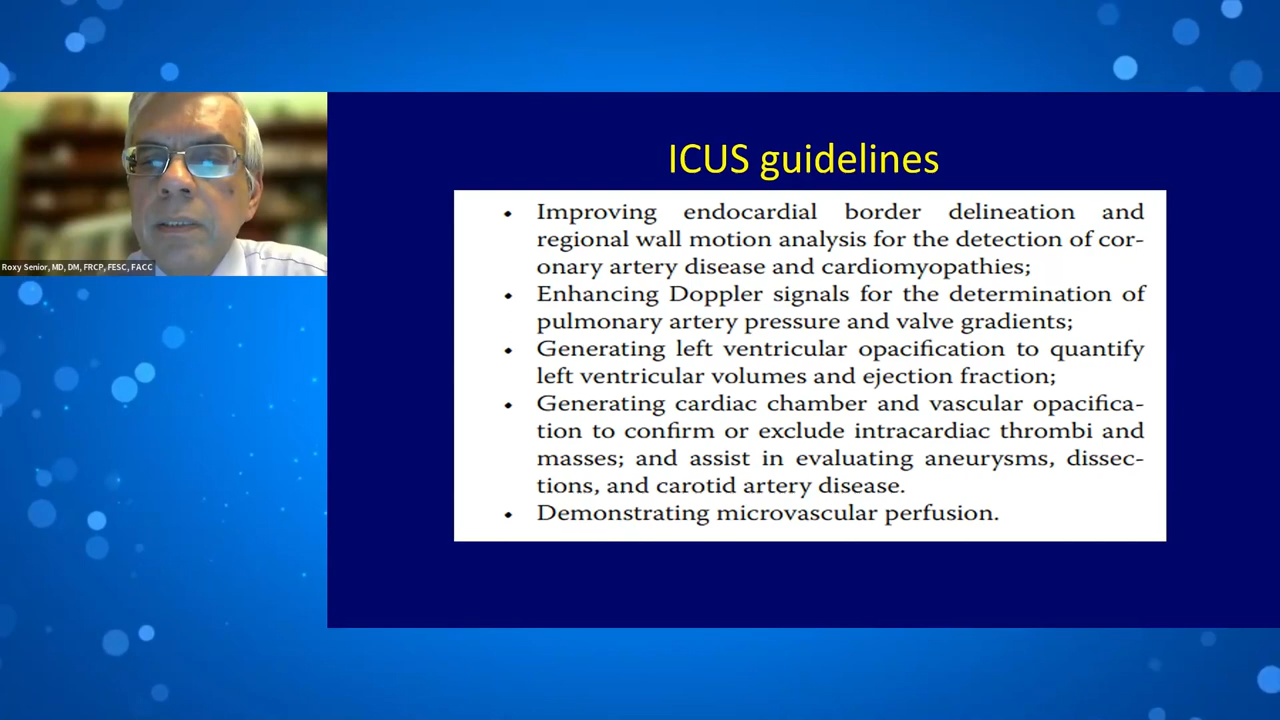 ICUS guidelines
• Improving endocardial border delineation and
regional wall motion analysis for the detection of cor-
onary artery disease and cardiomyopathies;
• Enhancing Doppler signals for the determination of
pulmonary artery pressure and valve gradients;
• Generating left ventricular opacification to quantify
left ventricular volumes and ejection fraction;
• Generating cardiac chamber and vascular opacifica-
tion to confirm or exclude intracardiac thrombi and
masses; and assist in evaluating aneurysms, dissec-
tions, and carotid artery disease.
• Demonstrating microvascular perfusion.
Roxy Senior, MD, DM, FRCP, FESC, FACC